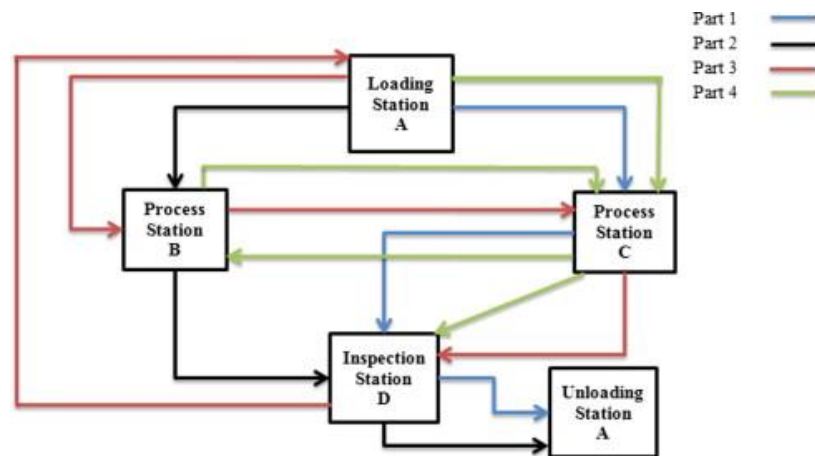 Part 1
Part 2
Part 3
Part 4
Loading
Station
A
Process
Station
B
Process
Station
C
Inspection
Station
D
Unloading
Station
A